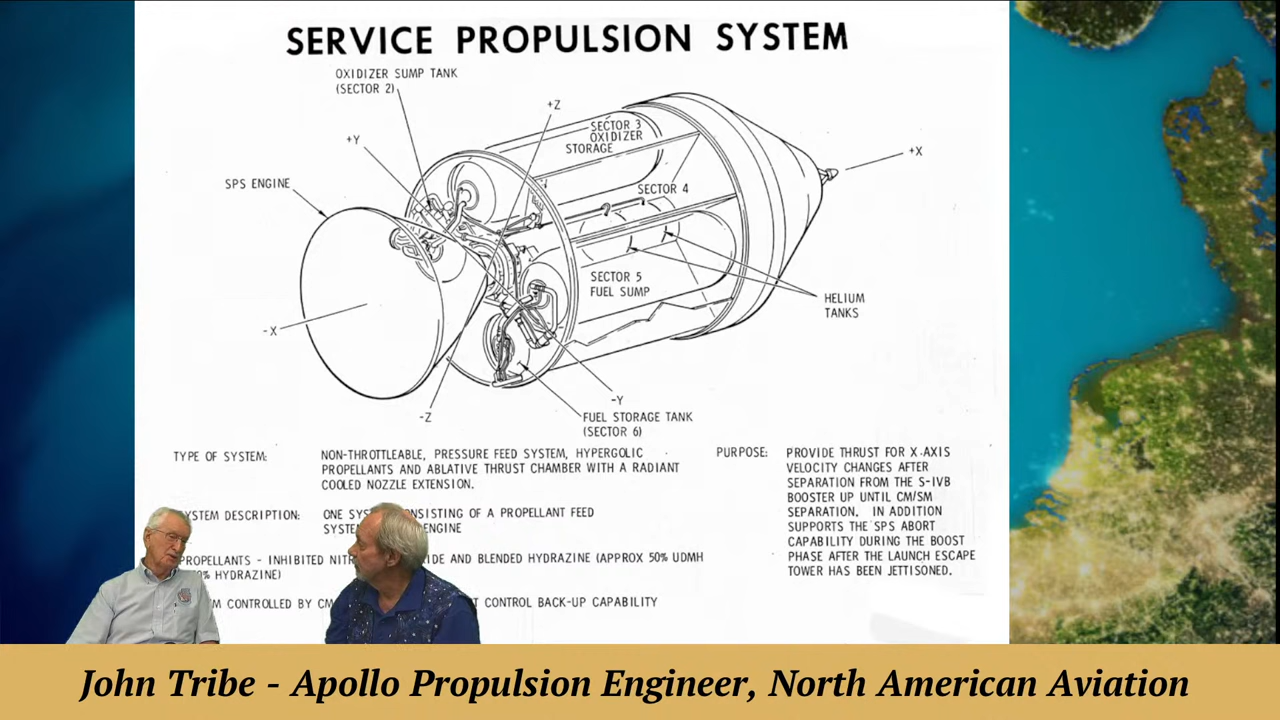 SERVICE PROPULSION SYSTEM
OXIDIZER SUMP TANK
(SECTOR 2)
+Z
+Y
SECTOR 3
OXIDIZER
STORAGE
+X
SPS ENGINE
SECTOR 4
SECTOR 5
FUEL SUMP
HELIUM
TANKS
-X
-Y
-Z
FUEL STORAGE TANK
(SECTOR 6)
TYPE OF SYSTEM:
NON-THROTTLEABLE, PRESSURE FEED SYSTEM, HYPERGOLIC
PROPELLANTS AND ABLATIVE THRUST CHAMBER WITH A RADIANT
COOLED NOZZLE EXTENSION.
YSTEM DESCRIPTION:
ONE SYS ONSISTING OF A PROPELLANT FEED
SYSTE ENGINE
PROPELLANTS - INHIBITED NIT IDE AND BLENDED HYDRAZINE (APPROX 50% UDMH
0% HYDRAZINE)
M CONTROLLED BY CM T CONTROL BACK-UP CAPABILITY
PURPOSE:
PROVIDE THRUST FOR X-AXIS
VELOCITY CHANGES AFTER
SEPARATION FROM THE S-IVB
BOOSTER UP UNTIL CM/SM
SEPARATION. IN ADDITION
SUPPORTS THE SPS ABORT
CAPABILITY DURING THE BOOST
PHASE AFTER THE LAUNCH ESCAPE
TOWER HAS BEEN JETTISONED.
John Tribe - Apollo Propulsion Engineer, North American Aviation